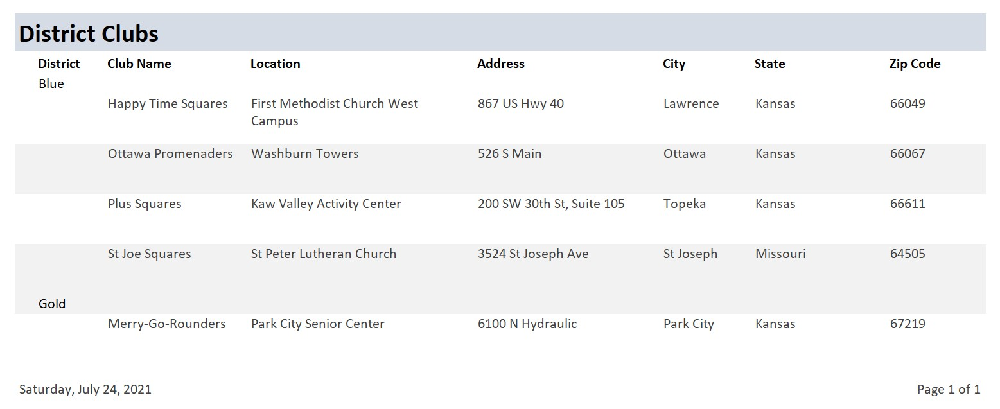 District Clubs
District Club Name Location Address City State Zip Code
Blue
Happy Time Squares First Methodist Church West 867 US Hwy 40 Lawrence Kansas 66049
Campus
Ottawa Promenaders Washburn Towers 526 S Main Ottawa Kansas 66067
Plus Squares Kaw Valley Activity Center 200 SW 30th St, Suite 105 Topeka Kansas 66611
St Joe Squares St Peter Lutheran Church 3524 St Joseph Ave St Joseph Missouri 64505
Gold
Merry-Go-Rounders Park City Senior Center 6100 N Hydraulic Park City Kansas 67219
Saturday, July 24, 2021 Page 1 of 1